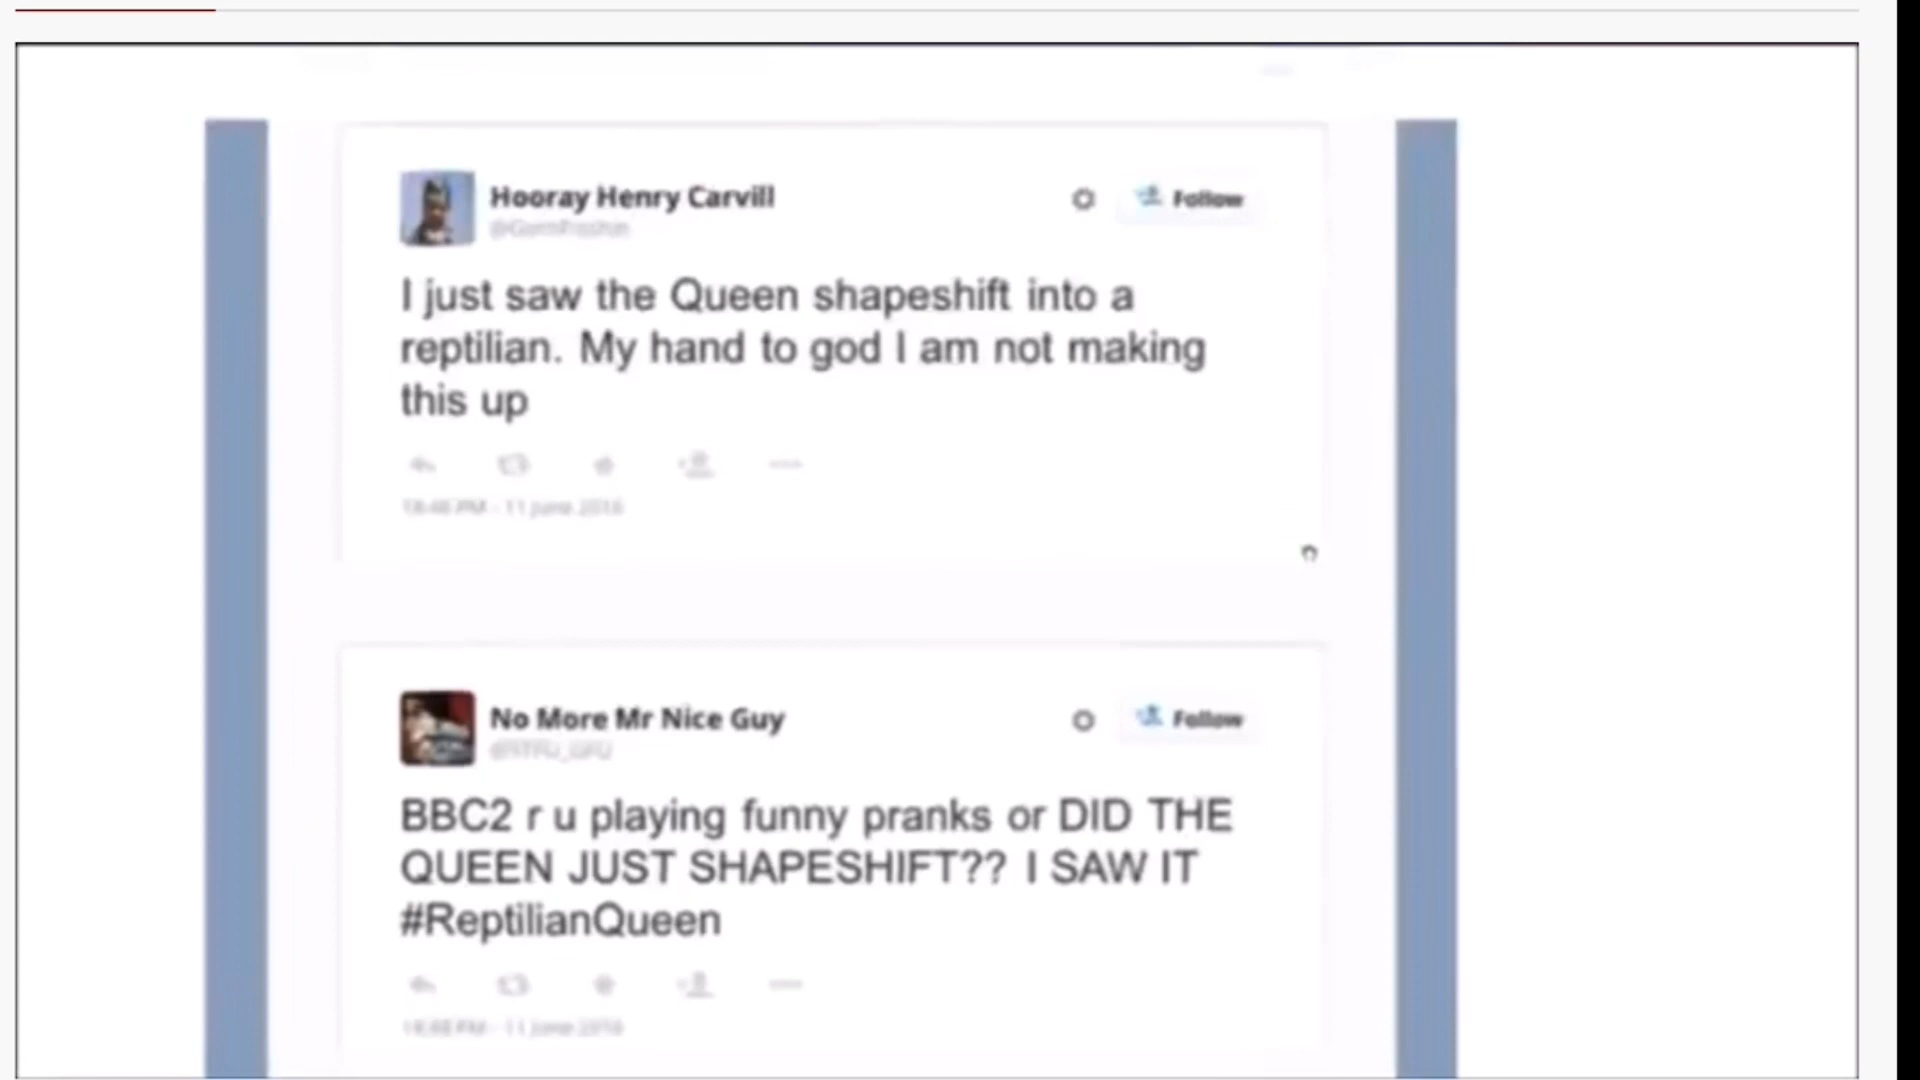 Hooray Henry Carvill
Follow
I just saw the Queen shapeshift into a
reptilian. My hand to god I am not making
this up
No More Mr Nice Guy
Follow
BBC2 r u playing funny pranks or DID THE
QUEEN JUST SHAPESHIFT?? I SAW IT
#ReptilianQueen